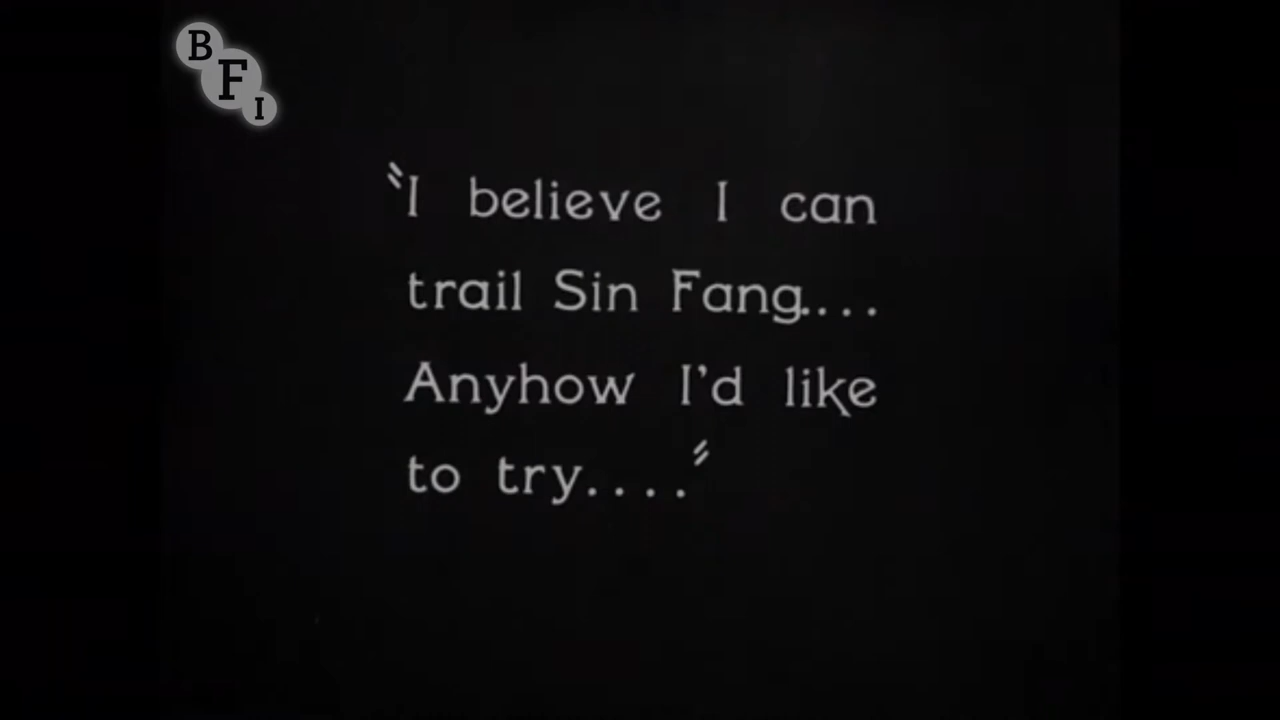 BFI
"I believe I can
trail Sin Fang....
Anyhow I'd like
to try...."